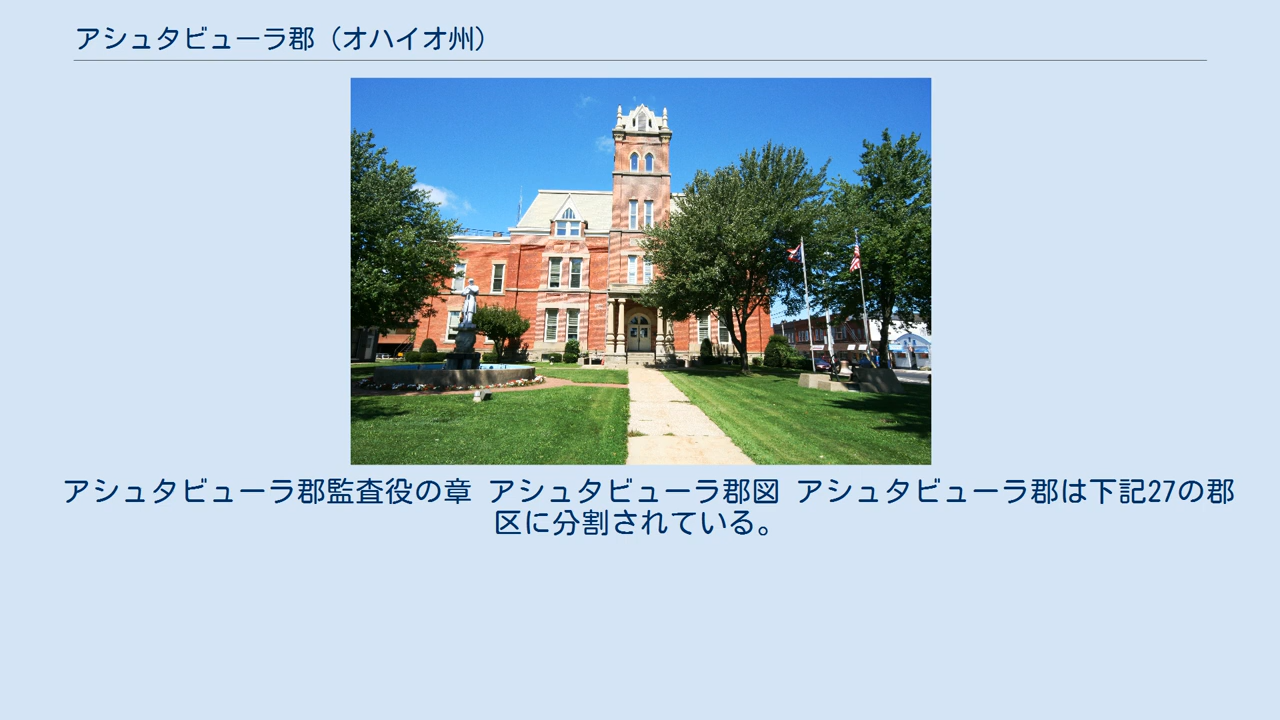 アシュタビューラ郡（オハイオ州）
アシュタビューラ郡監査役の章 アシュタビューラ郡図 アシュタビューラ郡は下記27の郡
区に分割されている。